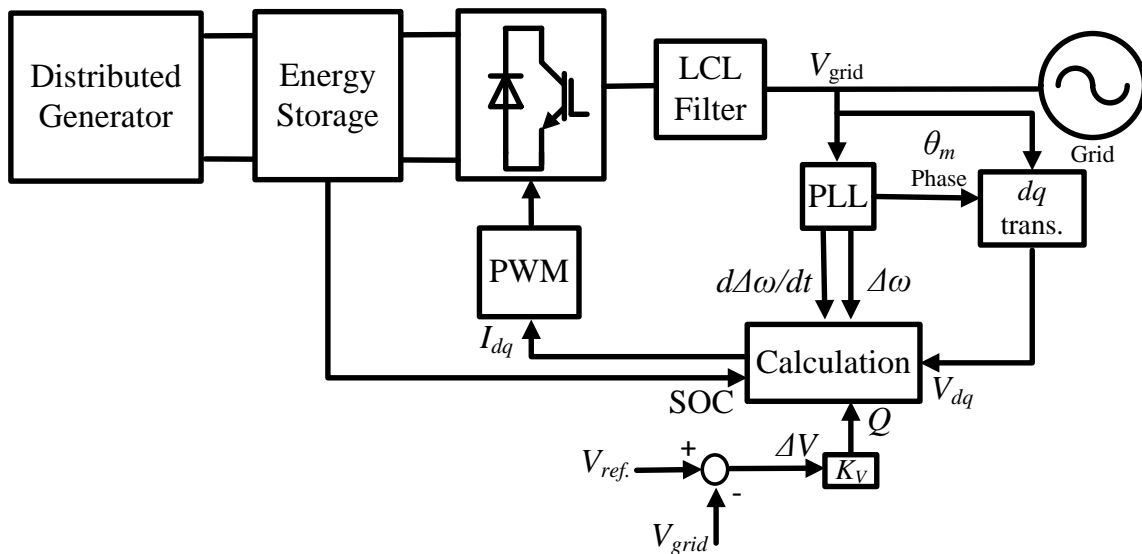 Distributed
Generator
Energy
Storage
LCL
Filter
V_grid
Grid
θ_m
Phase
PLL
dq
trans.
PWM
dΔω/dt
Δω
I_dq
Calculation
SOC
V_dq
Q
V_ref.
+
ΔV
K_V
-
V_grid